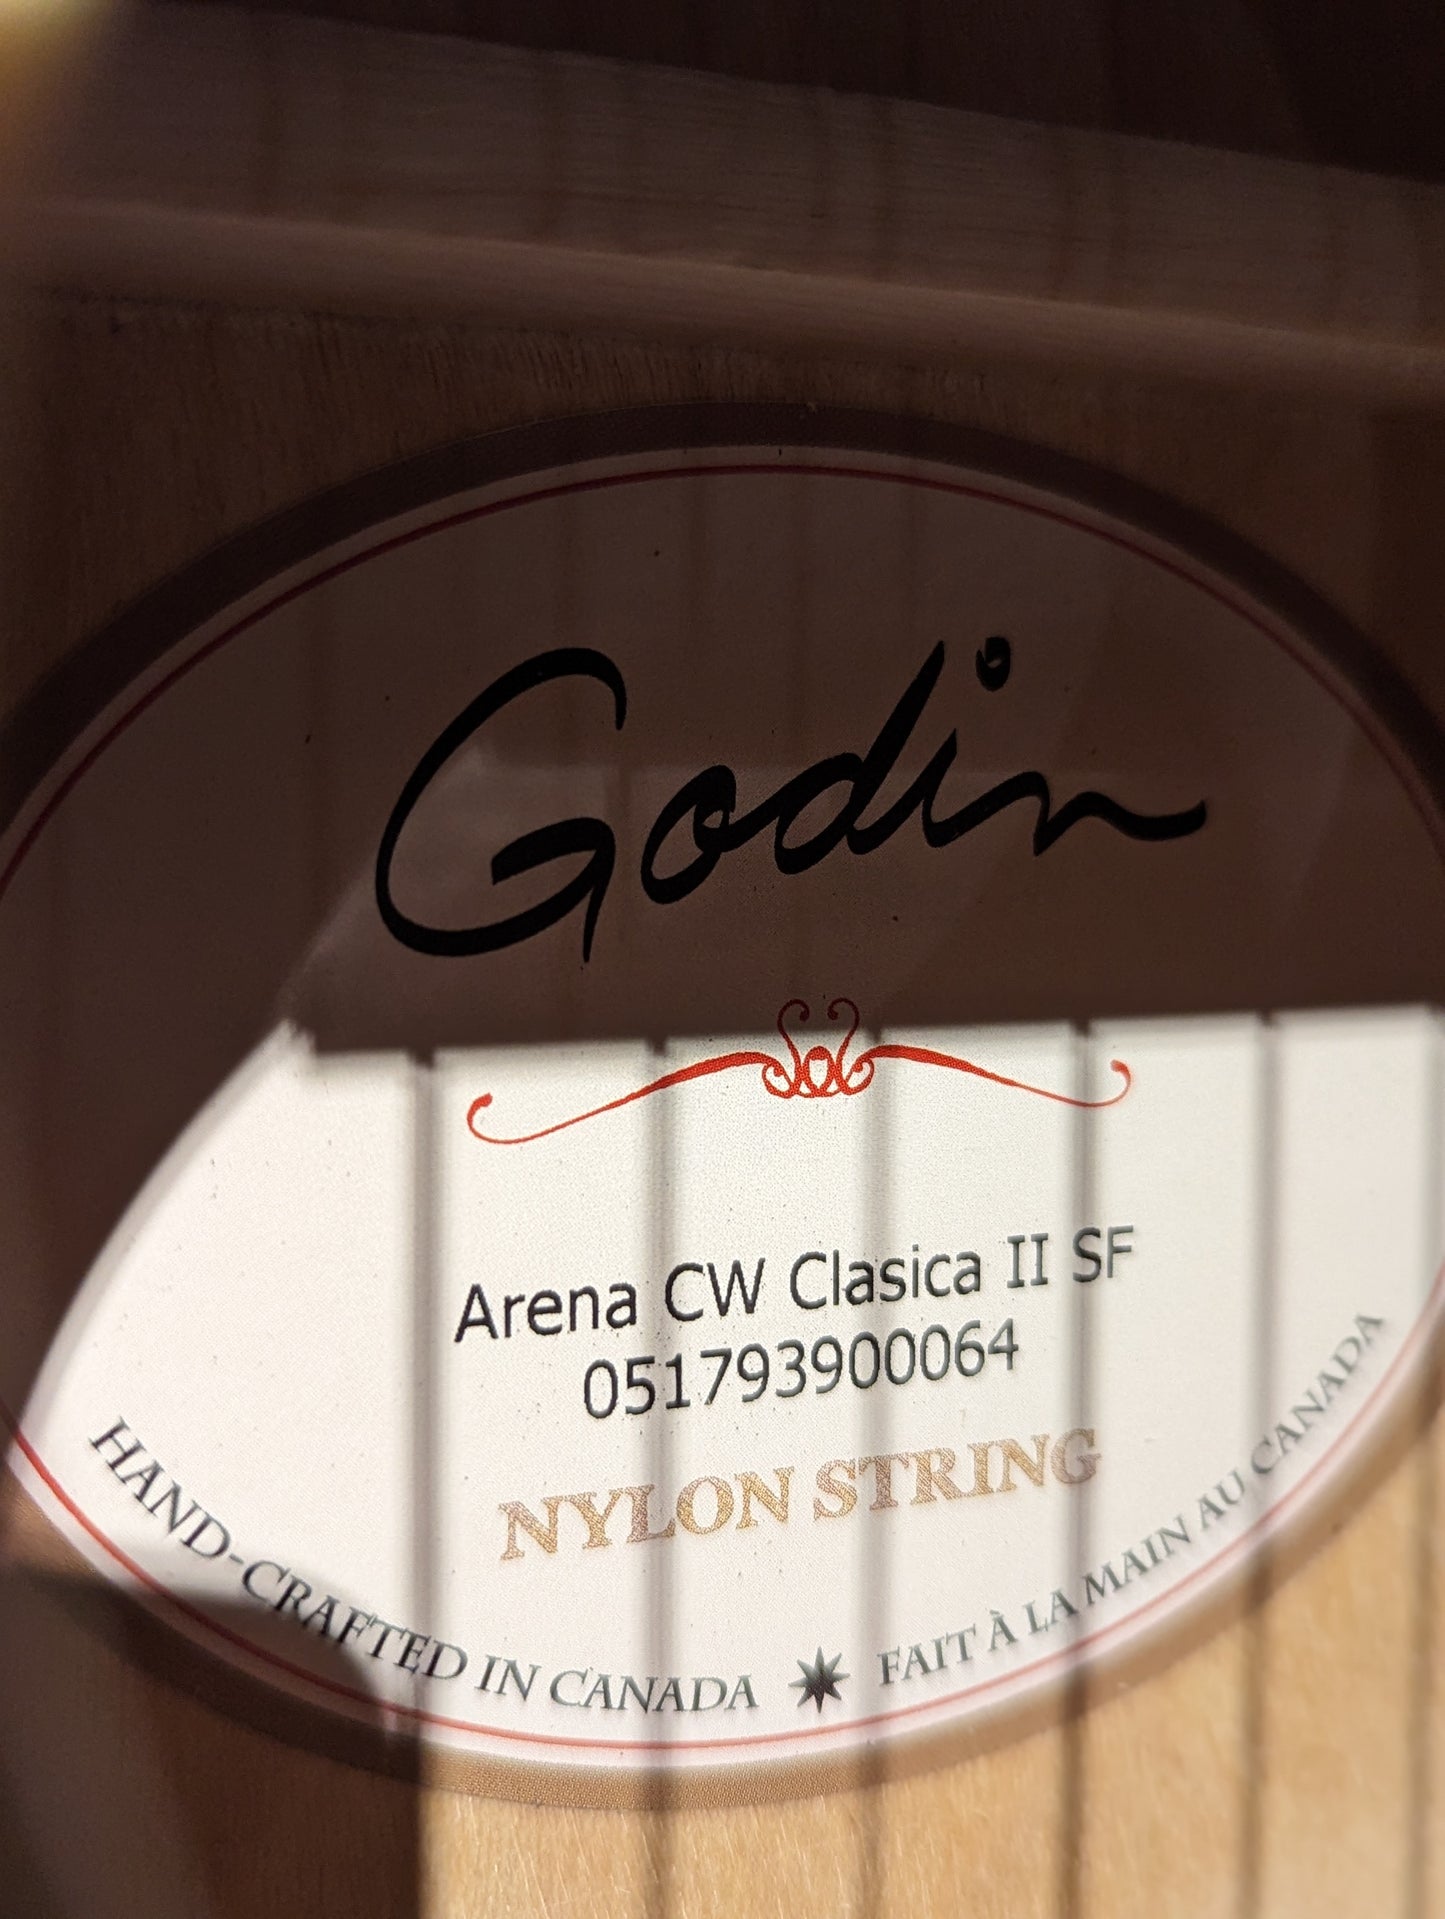 Godin
Arena CW Clasica II SF
051793900064
NYLON STRING
HAND-CRAFTED IN CANADA ✷ FAIT À LA MAIN AU CANADA